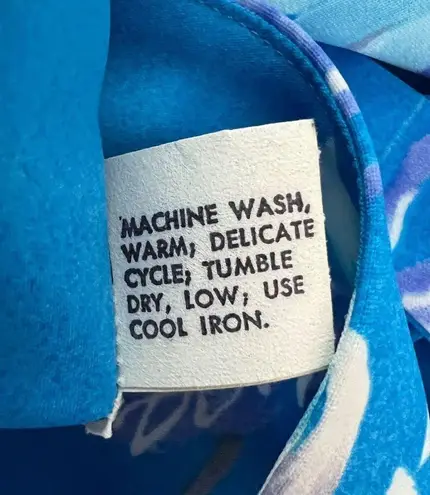 MACHINE WASH,
WARM; DELICATE
CYCLE; TUMBLE
DRY, LOW; USE
COOL IRON.